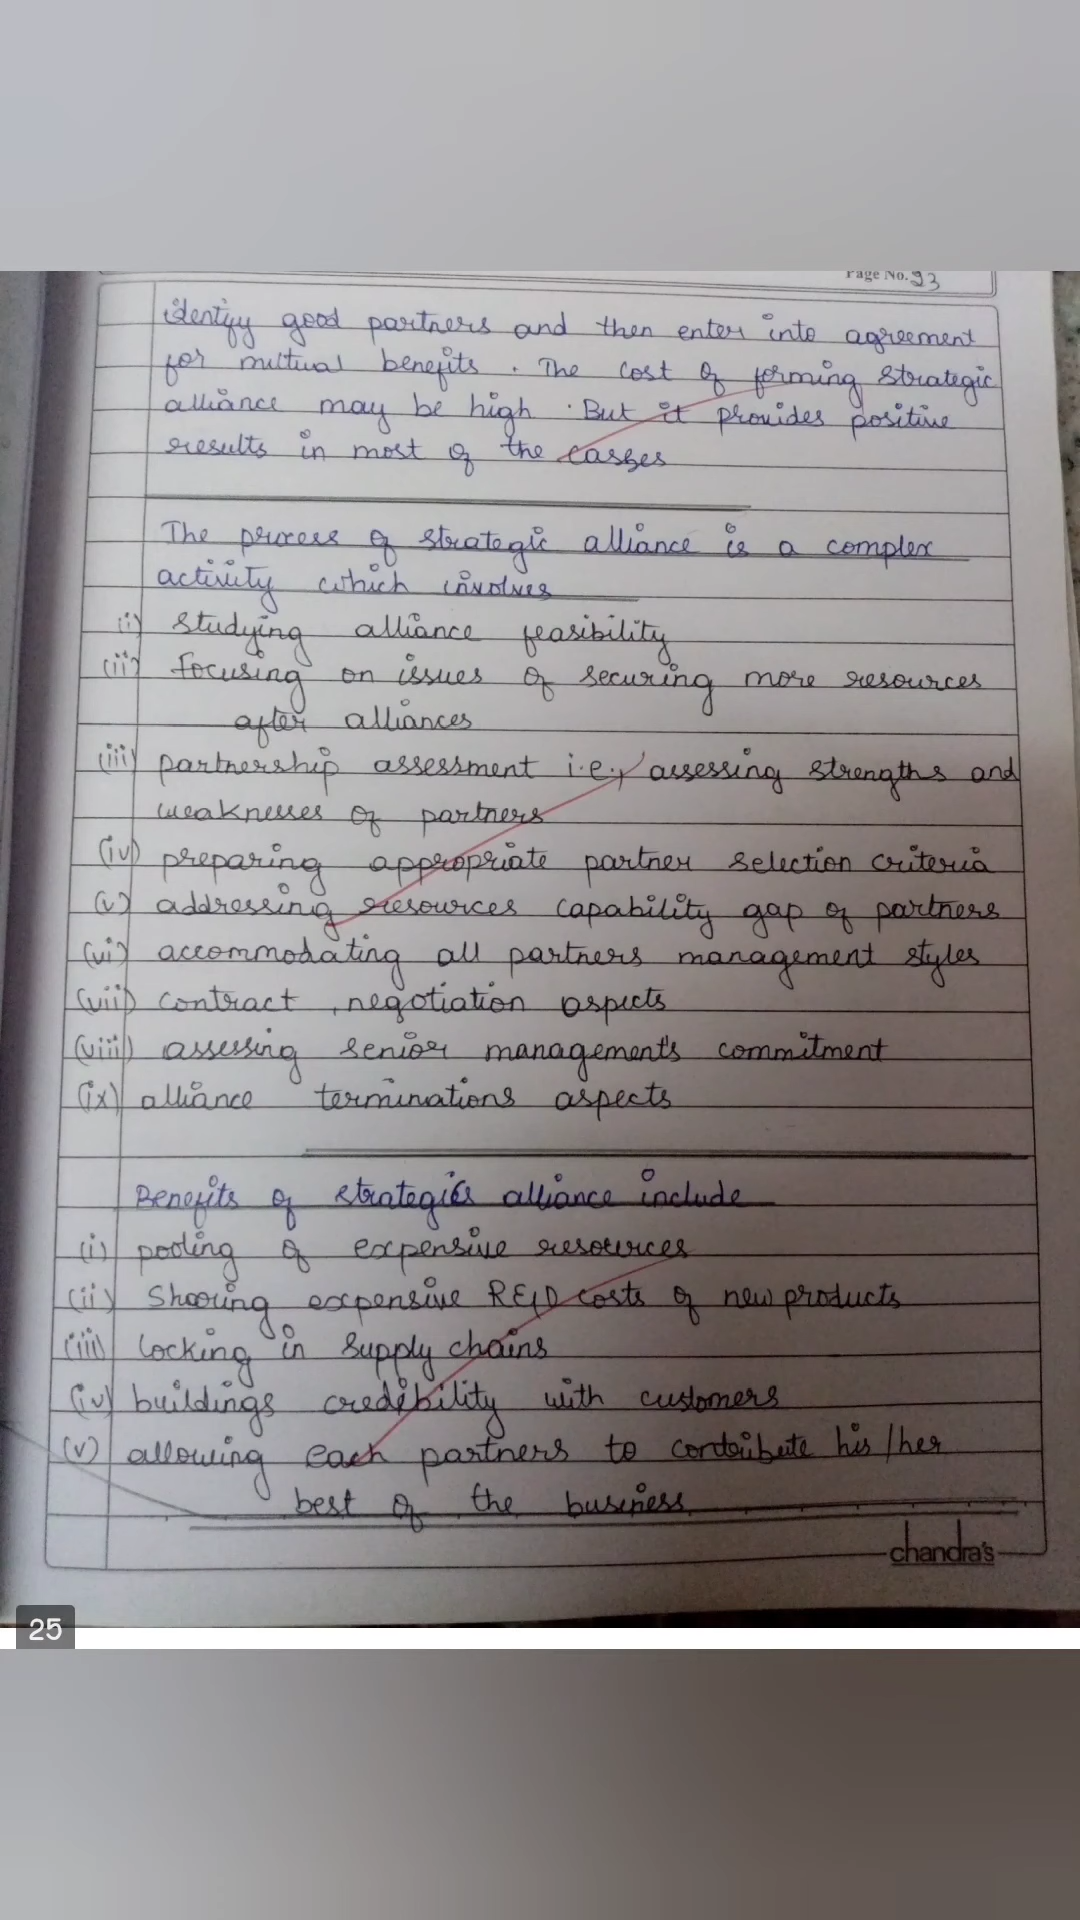 Page No. 93
identify good partners and then enter into agreement
for multual benefits. The cost of forming strategic
alliance may be high. But it provides positive
results in most of the casses
The process of strategic alliance is a complex
activity which involves
(i) studying alliance feasibility
(ii) focusing on issues of securing more resources
after alliances
(iii) partnership assessment i.e., assessing strengths and
weaknesses of partners
(iv) preparing appropriate partner selection criteria
(v) addressing resources capability gap of partners
(vi) accommodating all partners management styles
(vii) contract, negotiation aspects
(viii) assessing senior management's commitment
(ix) alliance terminations aspects
Benefits of strategies alliance include
(i) pooling of expensive resources
(ii) Sharing expensive R&D costs of new products
(iii) locking in supply chains
(iv) buildings credibility with customers
(v) allowing each partners to contribute his/her
best of the business
chandra's
25